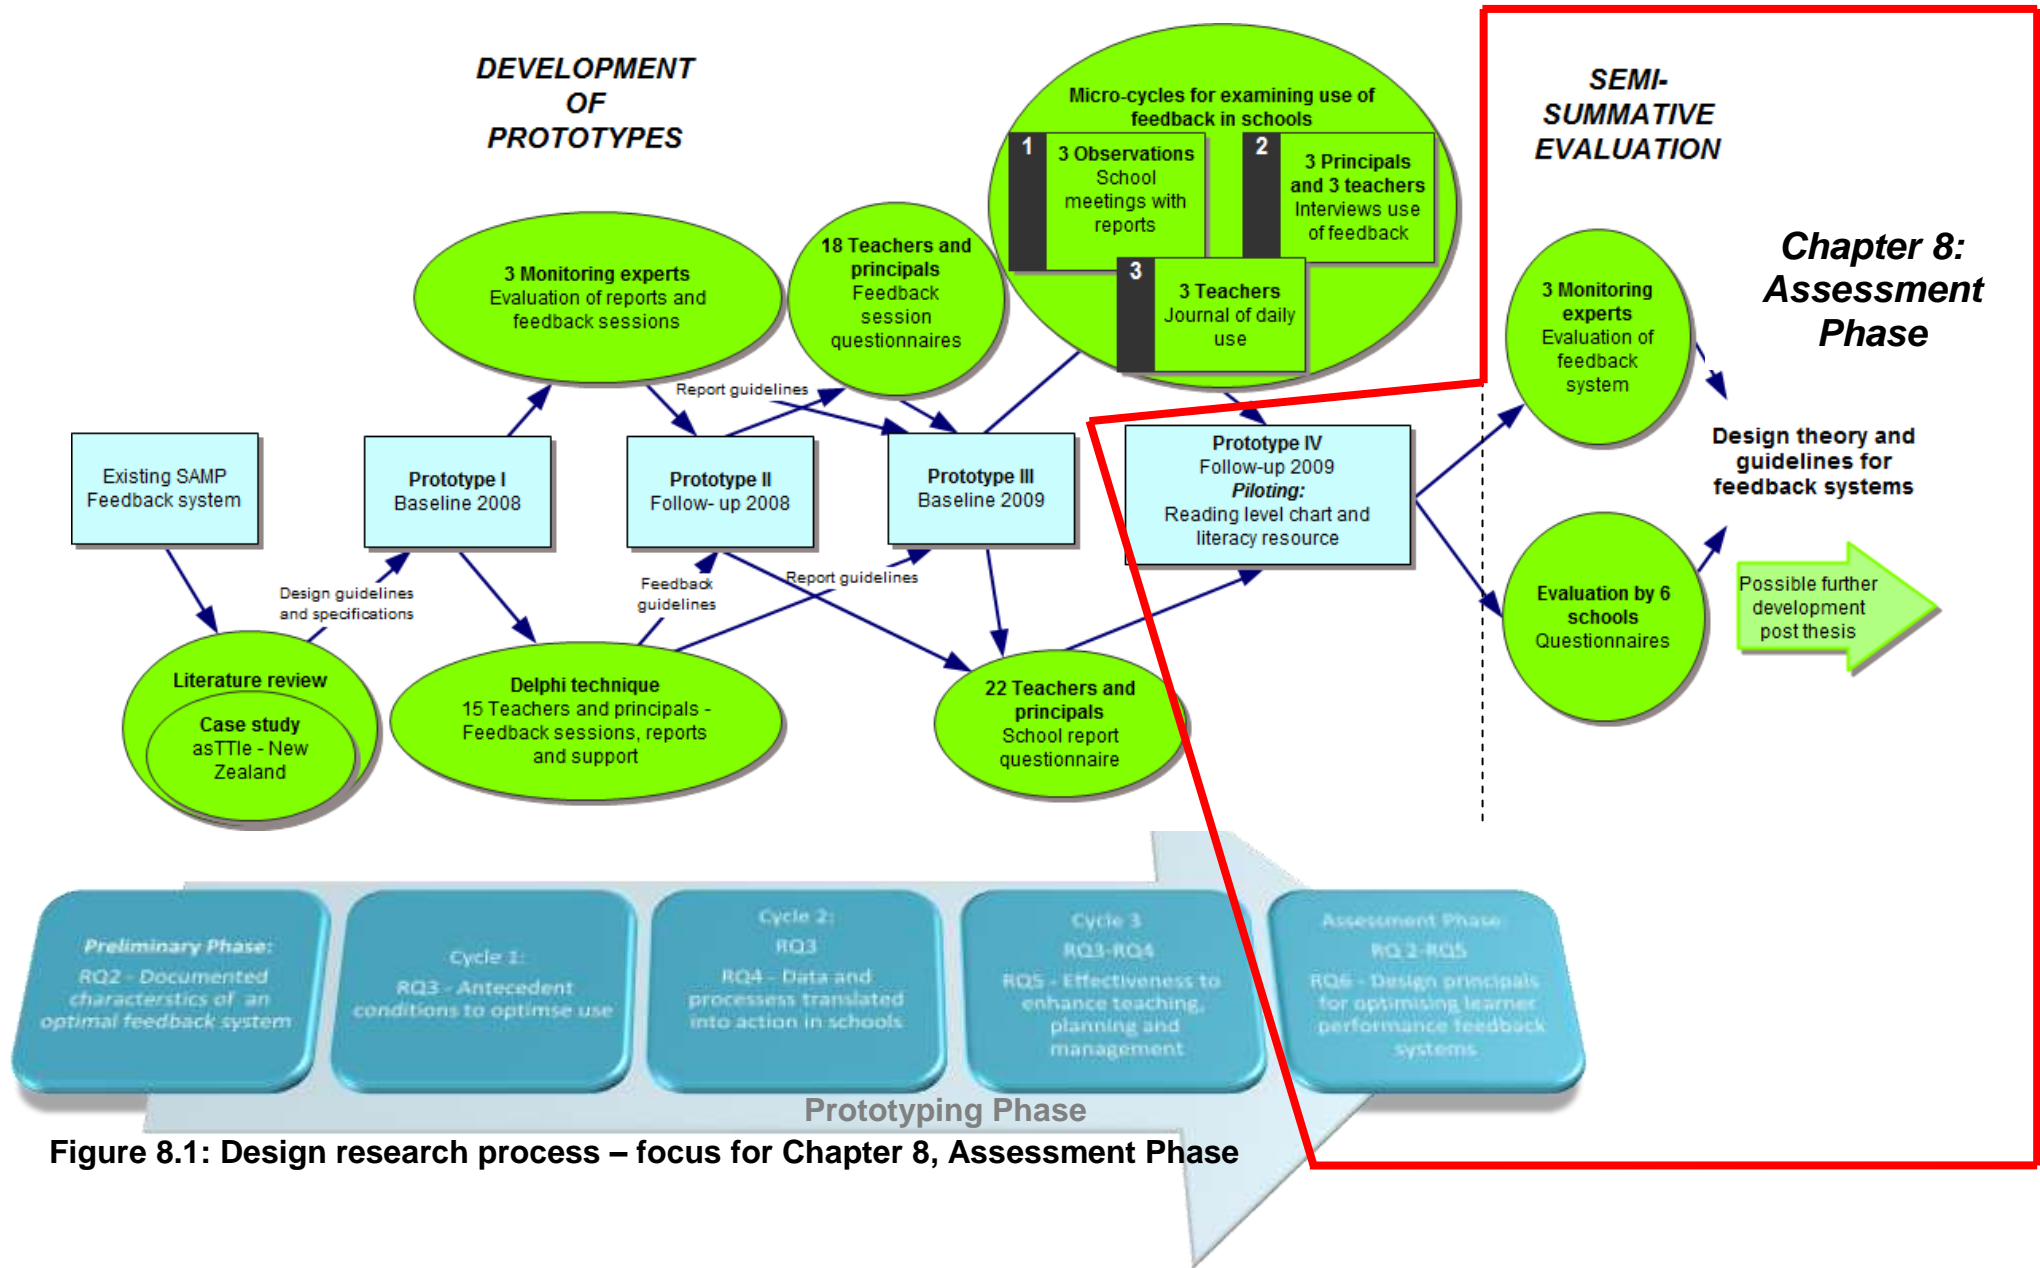 DEVELOPMENT
OF
PROTOTYPES
SEMI-
SUMMATIVE
EVALUATION
Chapter 8:
Assessment
Phase
Micro-cycles for examining use of
feedback in schools
1
3 Observations
School
meetings with
reports
2
3 Principals
and 3 teachers
Interviews use
of feedback
3
3 Teachers
Journal of daily
use
3 Monitoring experts
Evaluation of reports and
feedback sessions
18 Teachers and
principals
Feedback
session
questionnaires
3 Monitoring
experts
Evaluation of
feedback
system
Report guidelines
Existing SAMP
Feedback system
Prototype I
Baseline 2008
Prototype II
Follow- up 2008
Prototype III
Baseline 2009
Prototype IV
Follow-up 2009
Piloting:
Reading level chart and
literacy resource
Design theory and
guidelines for
feedback systems
Design guidelines
and specifications
Feedback
guidelines
Report guidelines
Evaluation by 6
schools
Questionnaires
Possible further
development
post thesis
Literature review
Case study
asTTle - New
Zealand
Delphi technique
15 Teachers and principals -
Feedback sessions, reports
and support
22 Teachers and
principals
School report
questionnaire
Preliminary Phase:
RQ2 - Documented
characterstics of an
optimal feedback system
Cycle 1:
RQ3 - Antecedent
conditions to optimse use
Cycle 2:
RQ3
RQ4 - Data and
processess translated
into action in schools
Cycle 3
RQ3-RQ4
RQ5 - Effectiveness to
enhance teaching,
planning and
management
Assessment Phase:
RQ 2-RQ5
RQ6 - Design principals
for optimising learner
performance feedback
systems
Prototyping Phase
Figure 8.1: Design research process – focus for Chapter 8, Assessment Phase